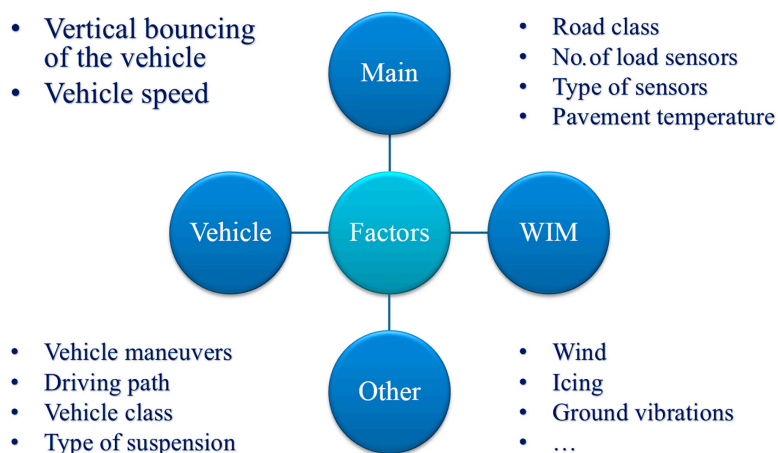 • Vertical bouncing
of the vehicle
• Vehicle speed
Main
• Road class
• No. of load sensors
• Type of sensors
• Pavement temperature
Vehicle
Factors
WIM
• Vehicle maneuvers
• Driving path
• Vehicle class
• Type of suspension
Other
• Wind
• Icing
• Ground vibrations
• …